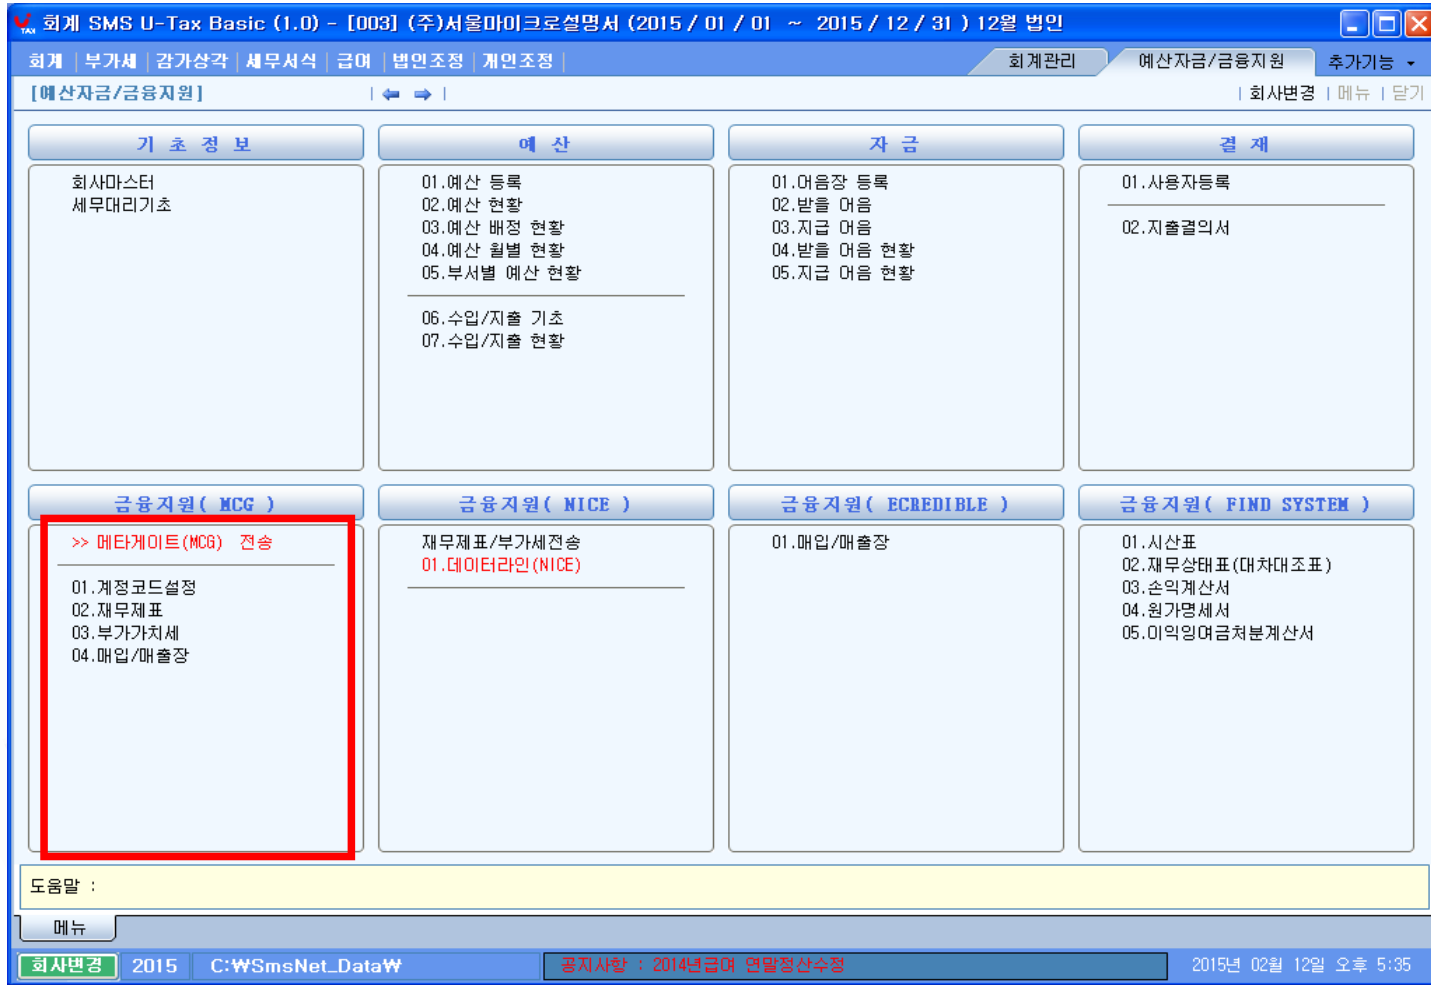 회계 SMS U-Tax Basic (1.0) - [003] (주)서울마이크로설명서 (2015 / 01 / 01 ~ 2015 / 12 / 31 ) 12월 법인
회계 부가세 감가상각 세무서식 급여 법인조정 개인조정 회계관리 예산자금/금융지원 추가기능
[예산자금/금융지원] 회사변경 메뉴 닫기
기 초 정 보
회사마스터
세무대리기초
예 산
01.예산 등록
02.예산 현황
03.예산 배정 현황
04.예산 월별 현황
05.부서별 예산 현황
06.수입/지출 기초
07.수입/지출 현황
자 금
01.어음장 등록
02.받을 어음
03.지급 어음
04.받을 어음 현황
05.지급 어음 현황
결 재
01.사용자등록
02.지출결의서
금융지원( MCG )
>> 메타게이트(MCG) 전송
01.계정코드설정
02.재무제표
03.부가가치세
04.매입/매출장
금융지원( NICE )
재무제표/부가세전송
01.데이터라인(NICE)
금융지원( ECREDIBLE )
01.매입/매출장
금융지원( FIND SYSTEM )
01.시산표
02.재무상태표(대차대조표)
03.손익계산서
04.원가명세서
05.이익잉여금처분계산서
도움말 :
메뉴
회사변경 2015 C:₩SmsNet_Data₩ 공지사항 : 2014년급여 연말정산수정 2015년 02월 12일 오후 5:35